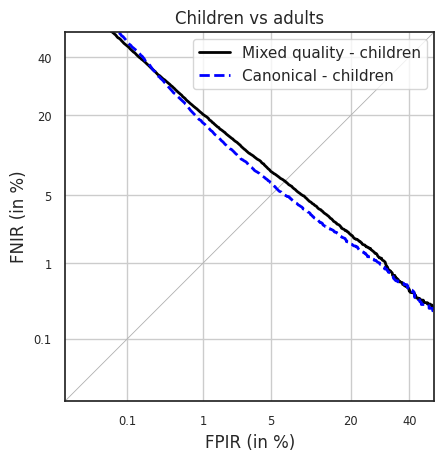 Children vs adults
Mixed quality - children
Canonical - children
FNIR (in %)
40
20
5
1
0.1
0.1 1 5 20 40
FPIR (in %)